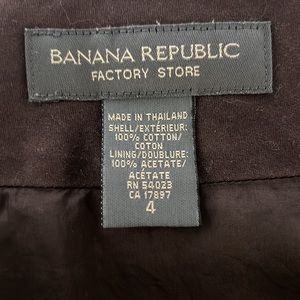 BANANA REPUBLIC
FACTORY STORE
MADE IN THAILAND
SHELL/EXTÉRIEUR:
100% COTTON/
COTON
LINING/DOUBLURE:
100% ACETATE/
ACÉTATE
RN 54023
CA 17897
4